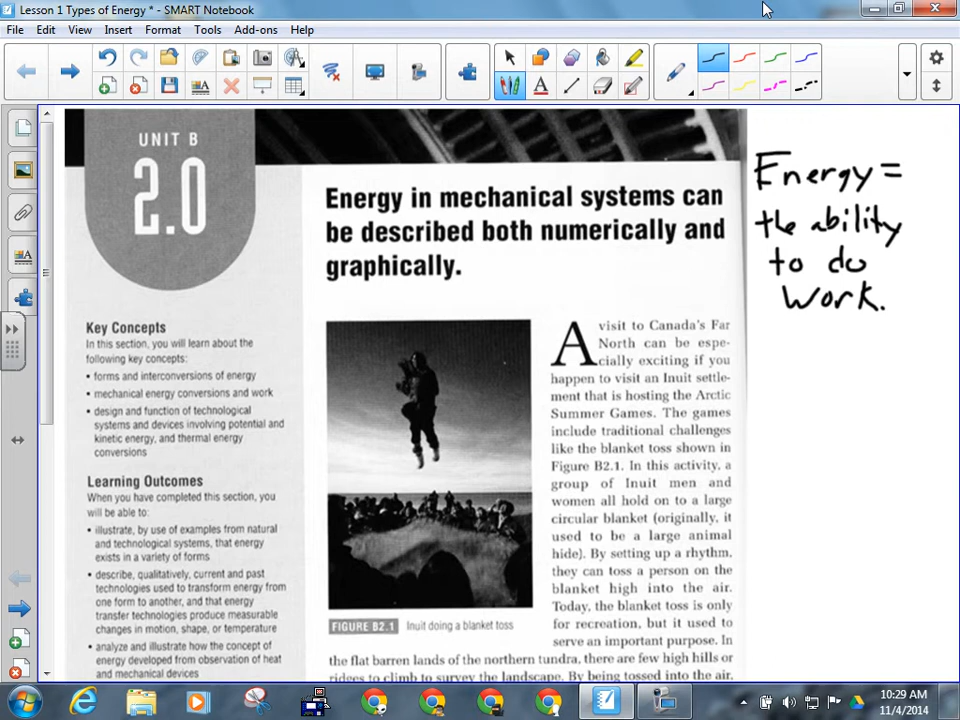 Lesson 1 Types of Energy * - SMART Notebook
File Edit View Insert Format Tools Add-ons Help
UNIT B
2.0
Energy in mechanical systems can
be described both numerically and
graphically.
Energy =
the ability
to do
work.
Key Concepts
In this section, you will learn about the
following key concepts:
• forms and interconversions of energy
• mechanical energy conversions and work
• design and function of technological
systems and devices involving potential and
kinetic energy, and thermal energy
conversions
Learning Outcomes
When you have completed this section, you
will be able to:
• illustrate, by use of examples from natural
and technological systems, that energy
exists in a variety of forms
• describe, qualitatively, current and past
technologies used to transform energy from
one form to another, and that energy
transfer technologies produce measurable
changes in motion, shape, or temperature
• analyze and illustrate how the concept of
energy developed from observation of heat
and mechanical devices
FIGURE B2.1 Inuit doing a blanket toss
A visit to Canada's Far
North can be espe-
cially exciting if you
happen to visit an Inuit settle-
ment that is hosting the Arctic
Summer Games. The games
include traditional challenges
like the blanket toss shown in
Figure B2.1. In this activity, a
group of Inuit men and
women all hold on to a large
circular blanket (originally, it
used to be a large animal
hide). By setting up a rhythm,
they can toss a person on the
blanket high into the air.
Today, the blanket toss is only
for recreation, but it used to
serve an important purpose. In
the flat barren lands of the northern tundra, there are few high hills or
ridges to climb to survey the landscape. By being tossed into the air,
10:29 AM
11/4/2014